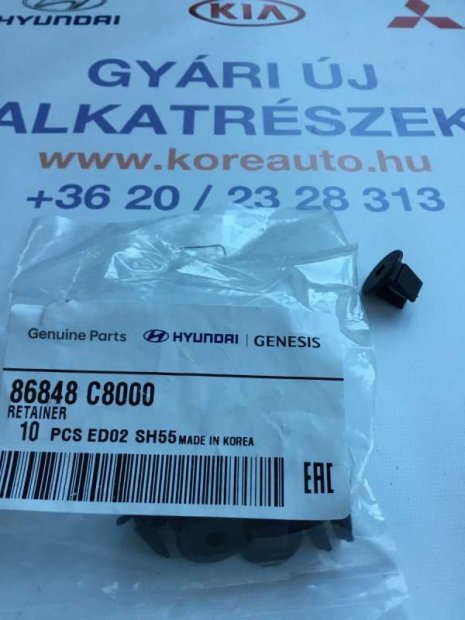 HYUNDAI KIA
GYÁRI ÚJ
ALKATRÉSZEK
www.koreauto.hu
+36 20 / 23 28 313
Genuine Parts HYUNDAI | GENESIS
86848 C8000
RETAINER
10 PCS ED02 SH55 MADE IN KOREA
EAC